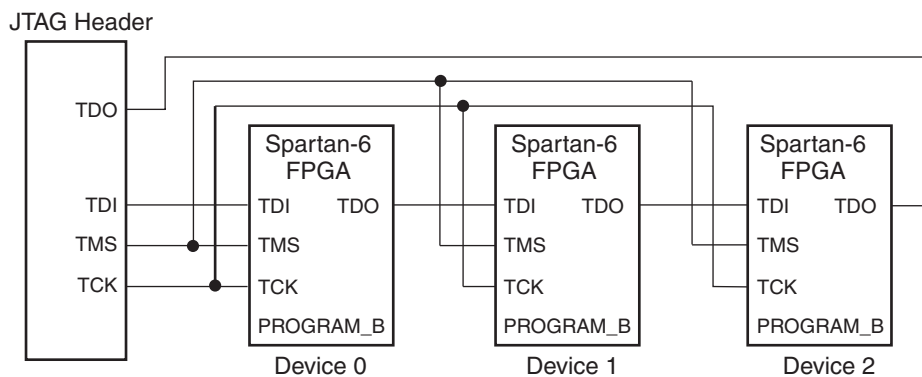 JTAG Header
TDO
TDI
TMS
TCK
Spartan-6
FPGA
TDI TDO
TMS
TCK
PROGRAM_B
Device 0
Spartan-6
FPGA
TDI TDO
TMS
TCK
PROGRAM_B
Device 1
Spartan-6
FPGA
TDI TDO
TMS
TCK
PROGRAM_B
Device 2